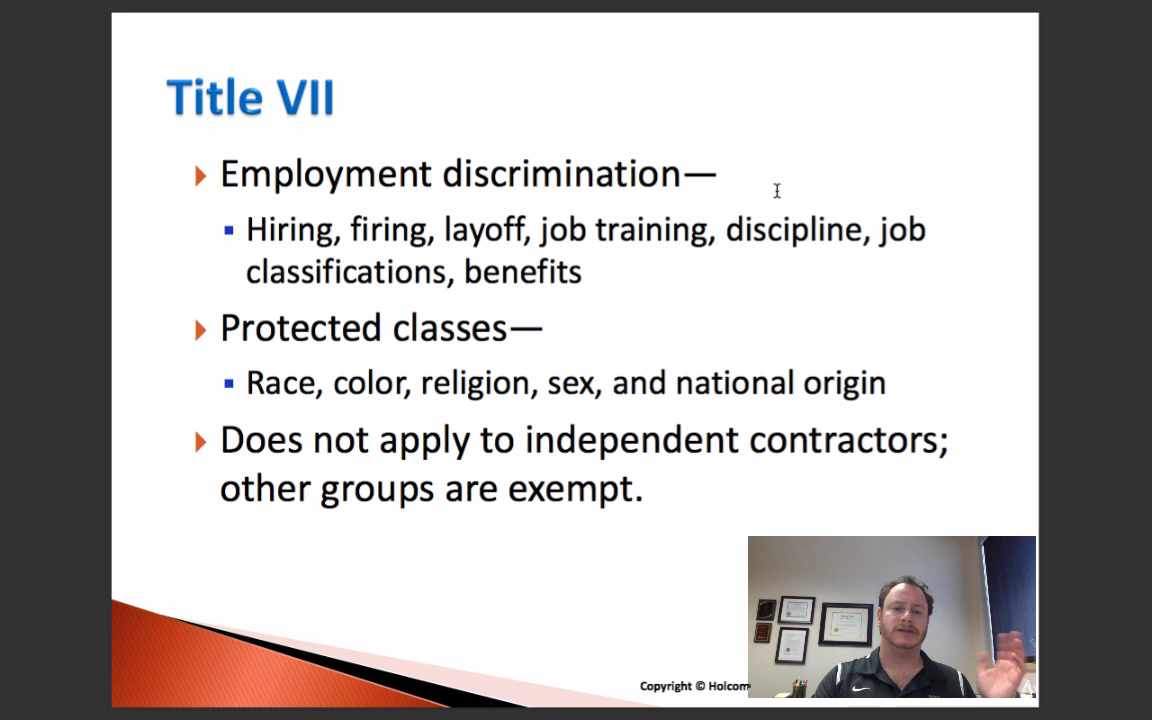 Title VII
Employment discrimination—
Hiring, firing, layoff, job training, discipline, job
classifications, benefits
Protected classes—
Race, color, religion, sex, and national origin
Does not apply to independent contractors;
other groups are exempt.
Copyright © Holcom